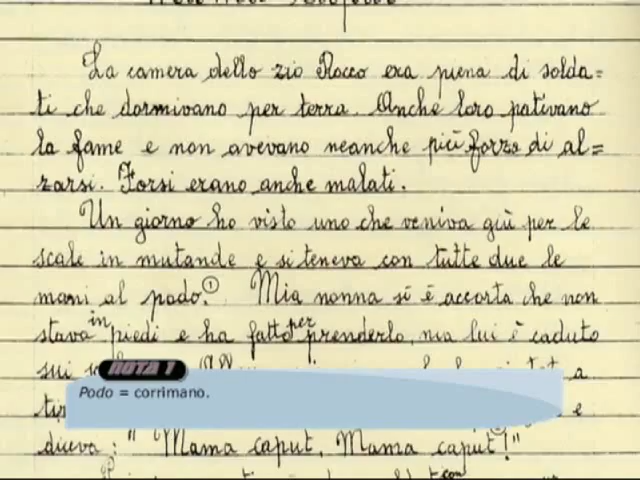 La camera dello zio Rocco era piena di solda=
ti che dormivano per terra. Anche loro pativano
la fame e non avevano neanche più forza di al=
zarsi. Forsi erano anche malati.
Un giorno ho visto uno che veniva giù per le
scale in mutande e si teneva con tutte due le
mani al podo.① Mia nonna si è accorta che non
stava in piedi e ha fatto per prenderlo, ma lui è caduto
sui
a
NOTA 1
Podo = corrimano.
e
diceva: "Mama caput, Mama caput!"